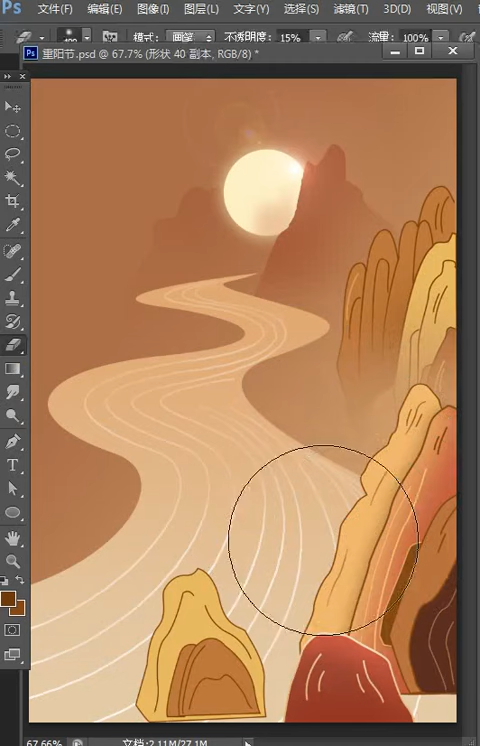 Ps 文件(F) 编辑(E) 图像(I) 图层(L) 文字(Y) 选择(S) 滤镜(T) 3D(D) 视图(V)
模式: 画笔 不透明度: 15% 流量: 100%
Ps 重阳节.psd @ 67.7% (形状 40 副本, RGB/8) *
T
67.66% 文档:2.11M/27.1M